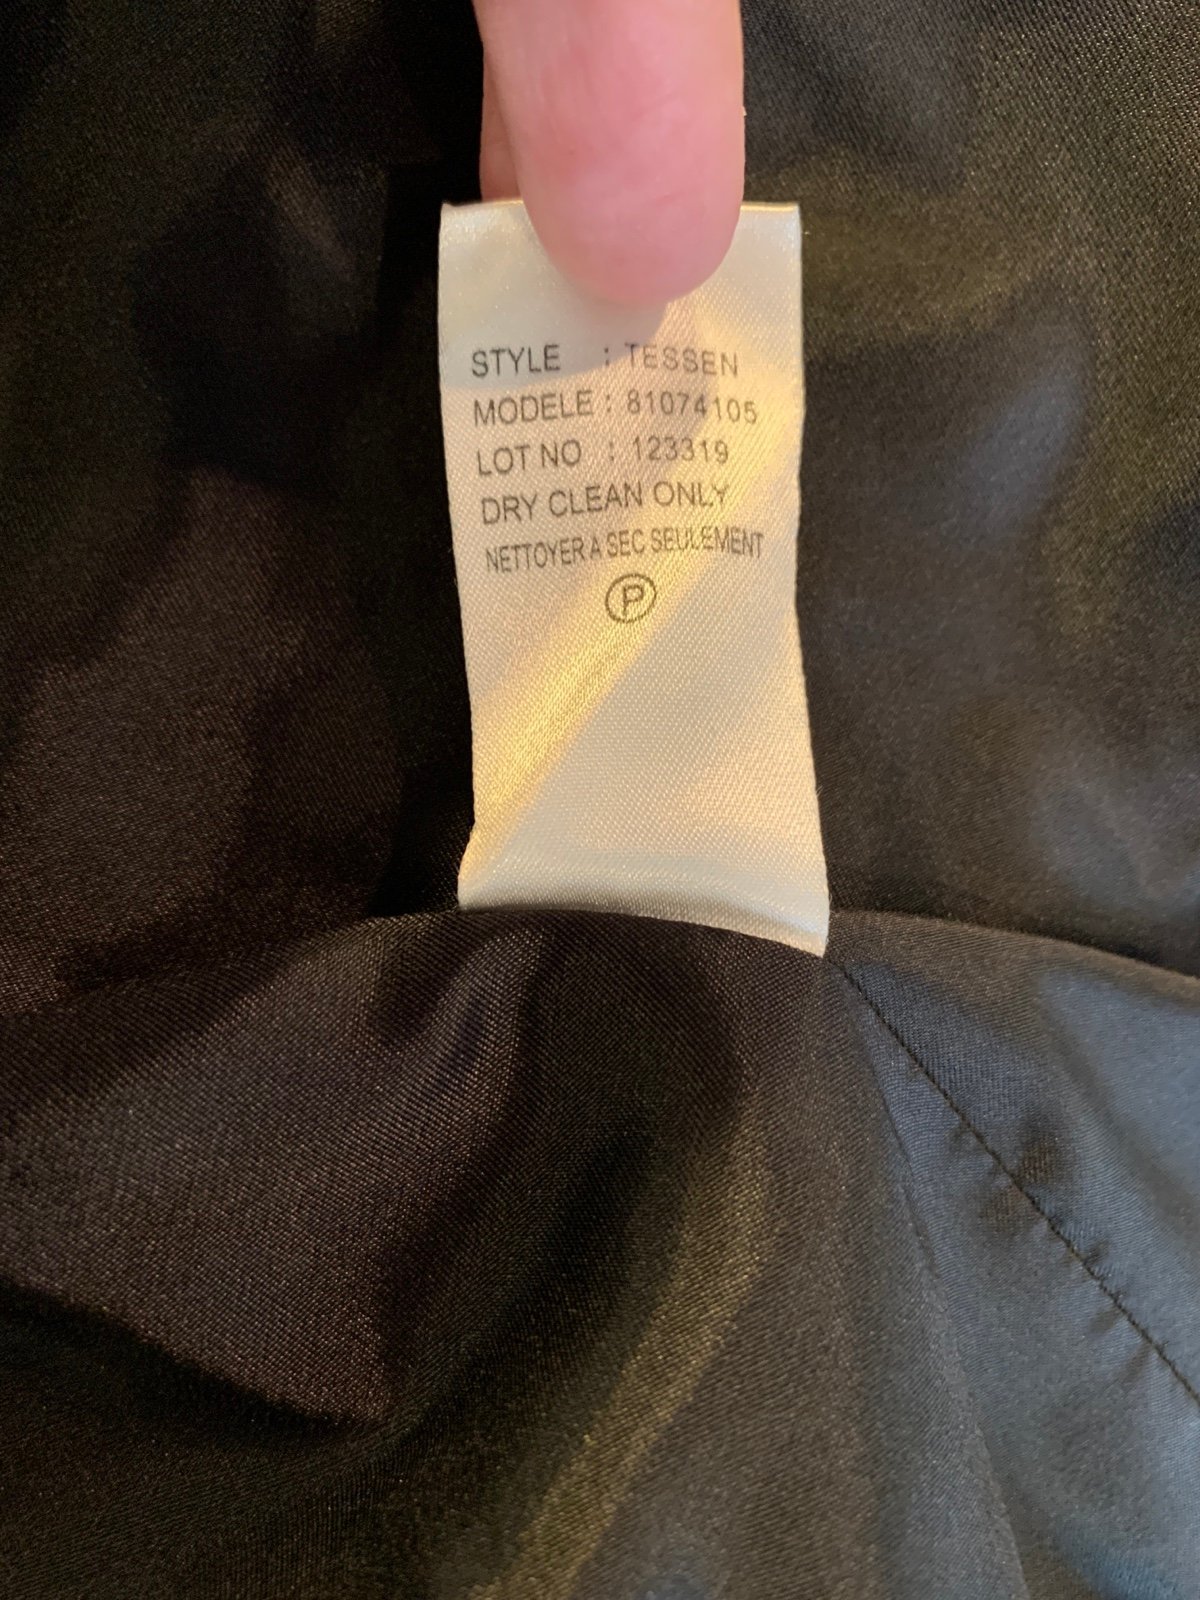 STYLE : TESSEN
MODELE : 81074105
LOT NO : 123319
DRY CLEAN ONLY
NETTOYER A SEC SEULEMENT
P